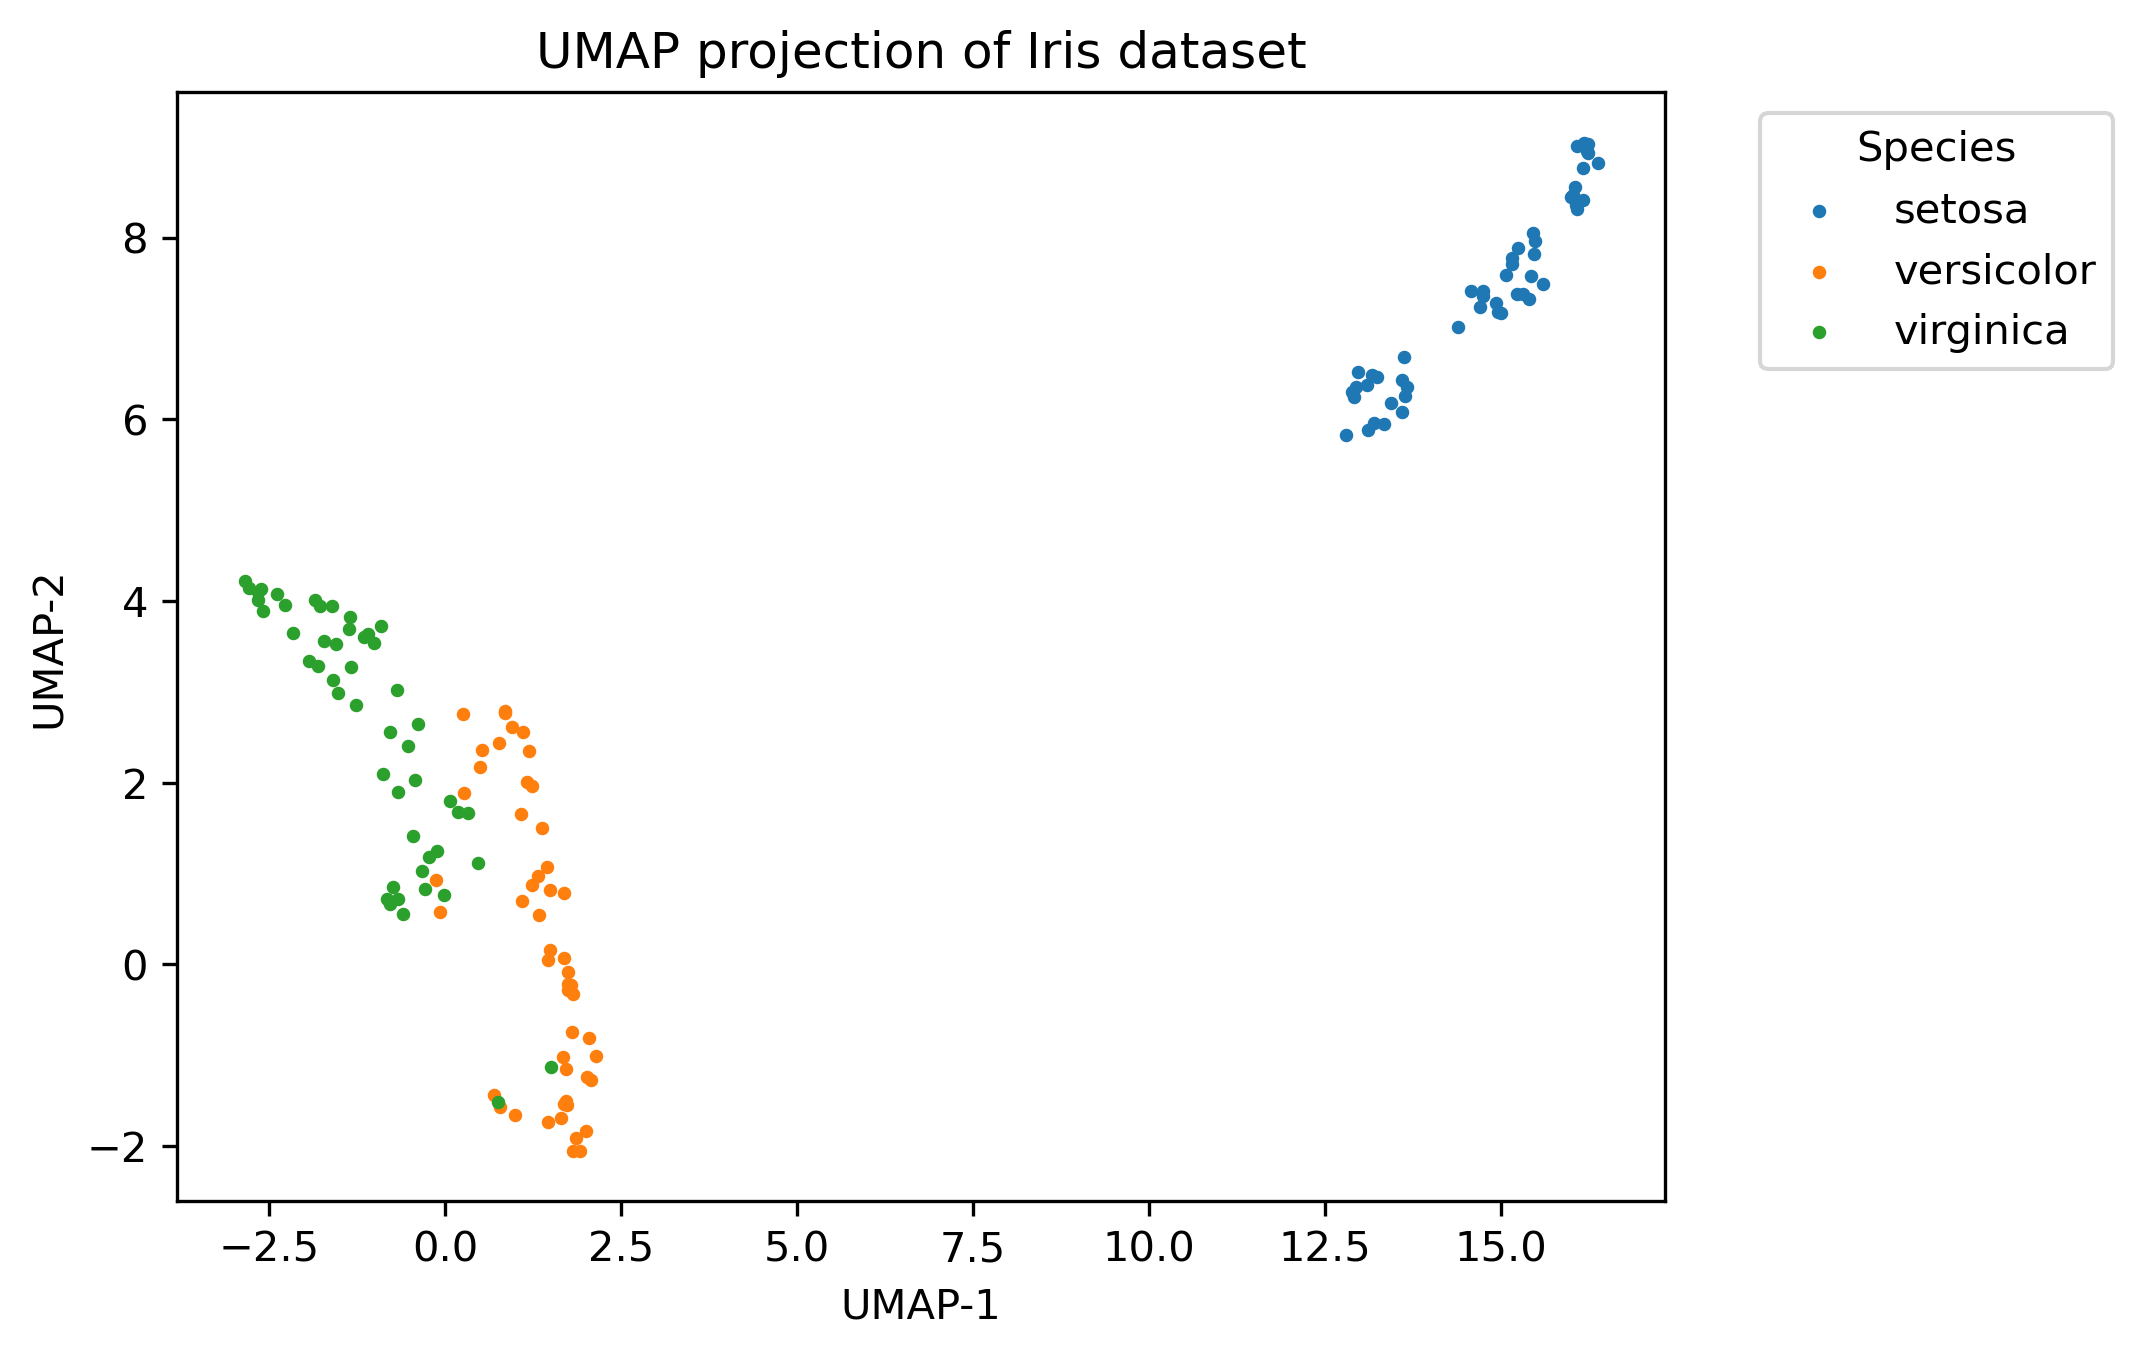 UMAP projection of Iris dataset
Species
setosa
versicolor
virginica
8
6
4
2
0
−2
UMAP-2
−2.5 0.0 2.5 5.0 7.5 10.0 12.5 15.0
UMAP-1